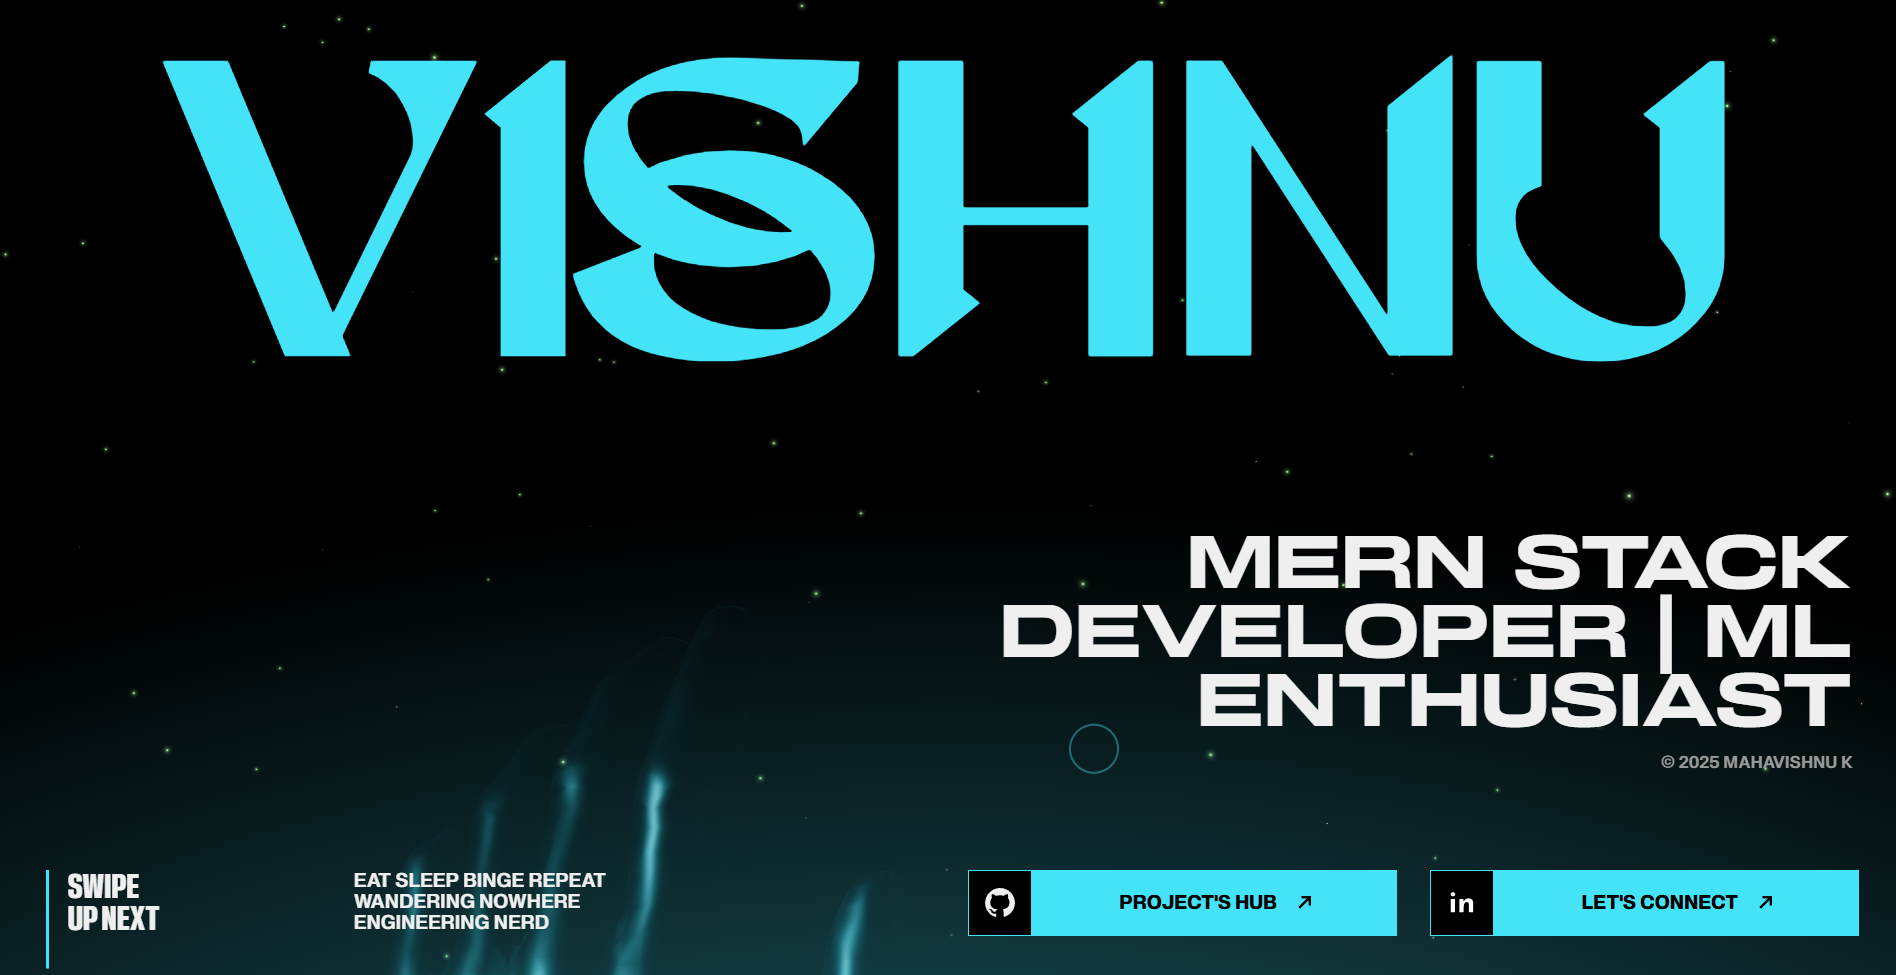 VISHNU
MERN STACK
DEVELOPER | ML
ENTHUSIAST
© 2025 MAHAVISHNU K
SWIPE
UP NEXT
EAT SLEEP BINGE REPEAT
WANDERING NOWHERE
ENGINEERING NERD
PROJECT'S HUB
in
LET'S CONNECT